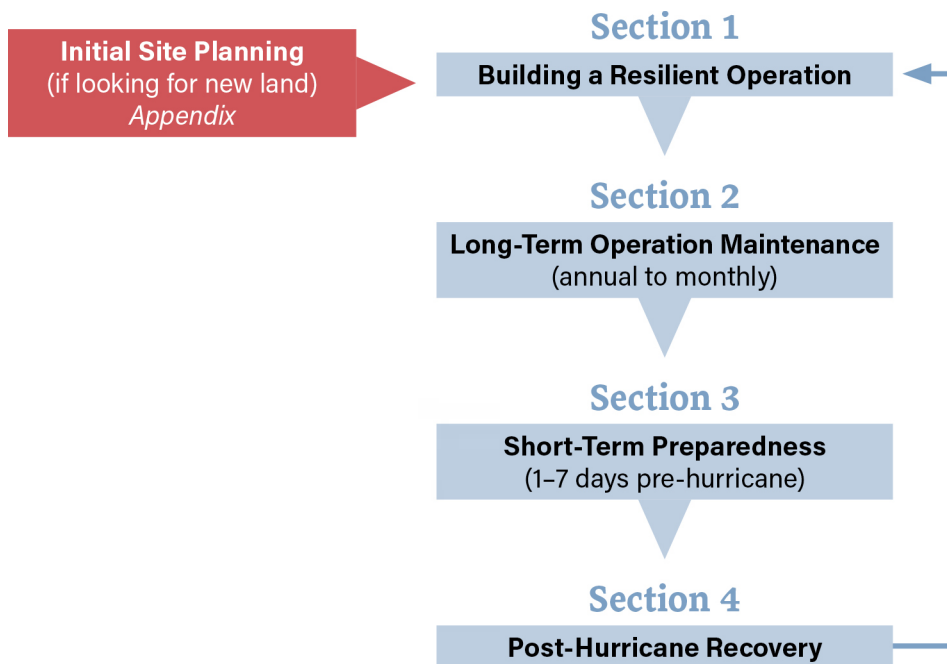 Initial Site Planning
(if looking for new land)
Appendix
Section 1
Building a Resilient Operation
Section 2
Long-Term Operation Maintenance
(annual to monthly)
Section 3
Short-Term Preparedness
(1–7 days pre-hurricane)
Section 4
Post-Hurricane Recovery